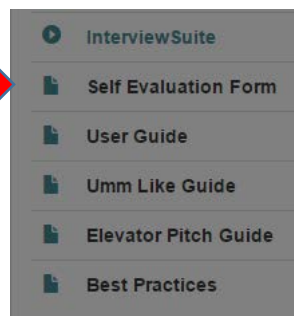 InterviewSuite
Self Evaluation Form
User Guide
Umm Like Guide
Elevator Pitch Guide
Best Practices